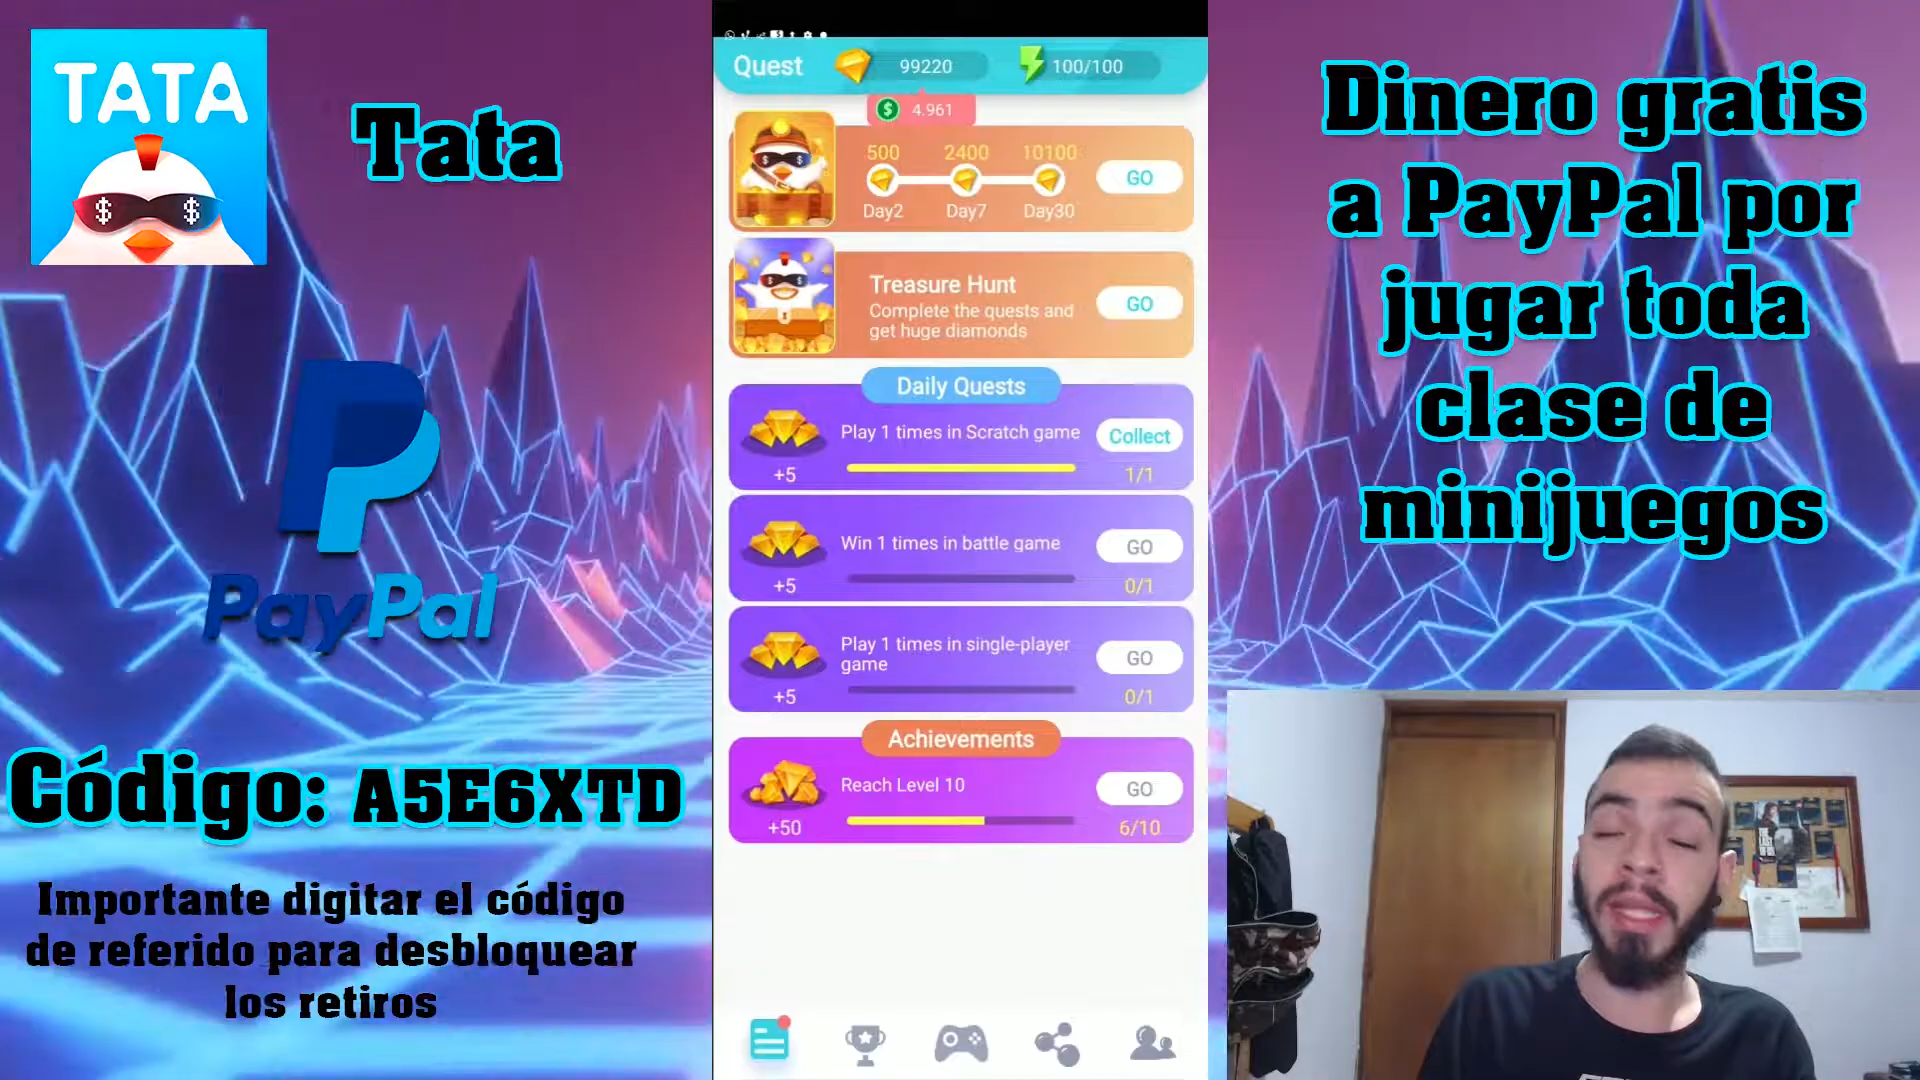 TATA
Tata
PayPal
Código: A5E6XTD
Importante digitar el código
de referido para desbloquear
los retiros
Quest
99220
100/100
$ 4.961
500
2400
10100
Day2
Day7
Day30
GO
Treasure Hunt
Complete the quests and
get huge diamonds
GO
Daily Quests
Play 1 times in Scratch game
Collect
+5
1/1
Win 1 times in battle game
GO
+5
0/1
Play 1 times in single-player
game
GO
+5
0/1
Achievements
Reach Level 10
GO
+50
6/10
Dinero gratis
a PayPal por
jugar toda
clase de
minijuegos